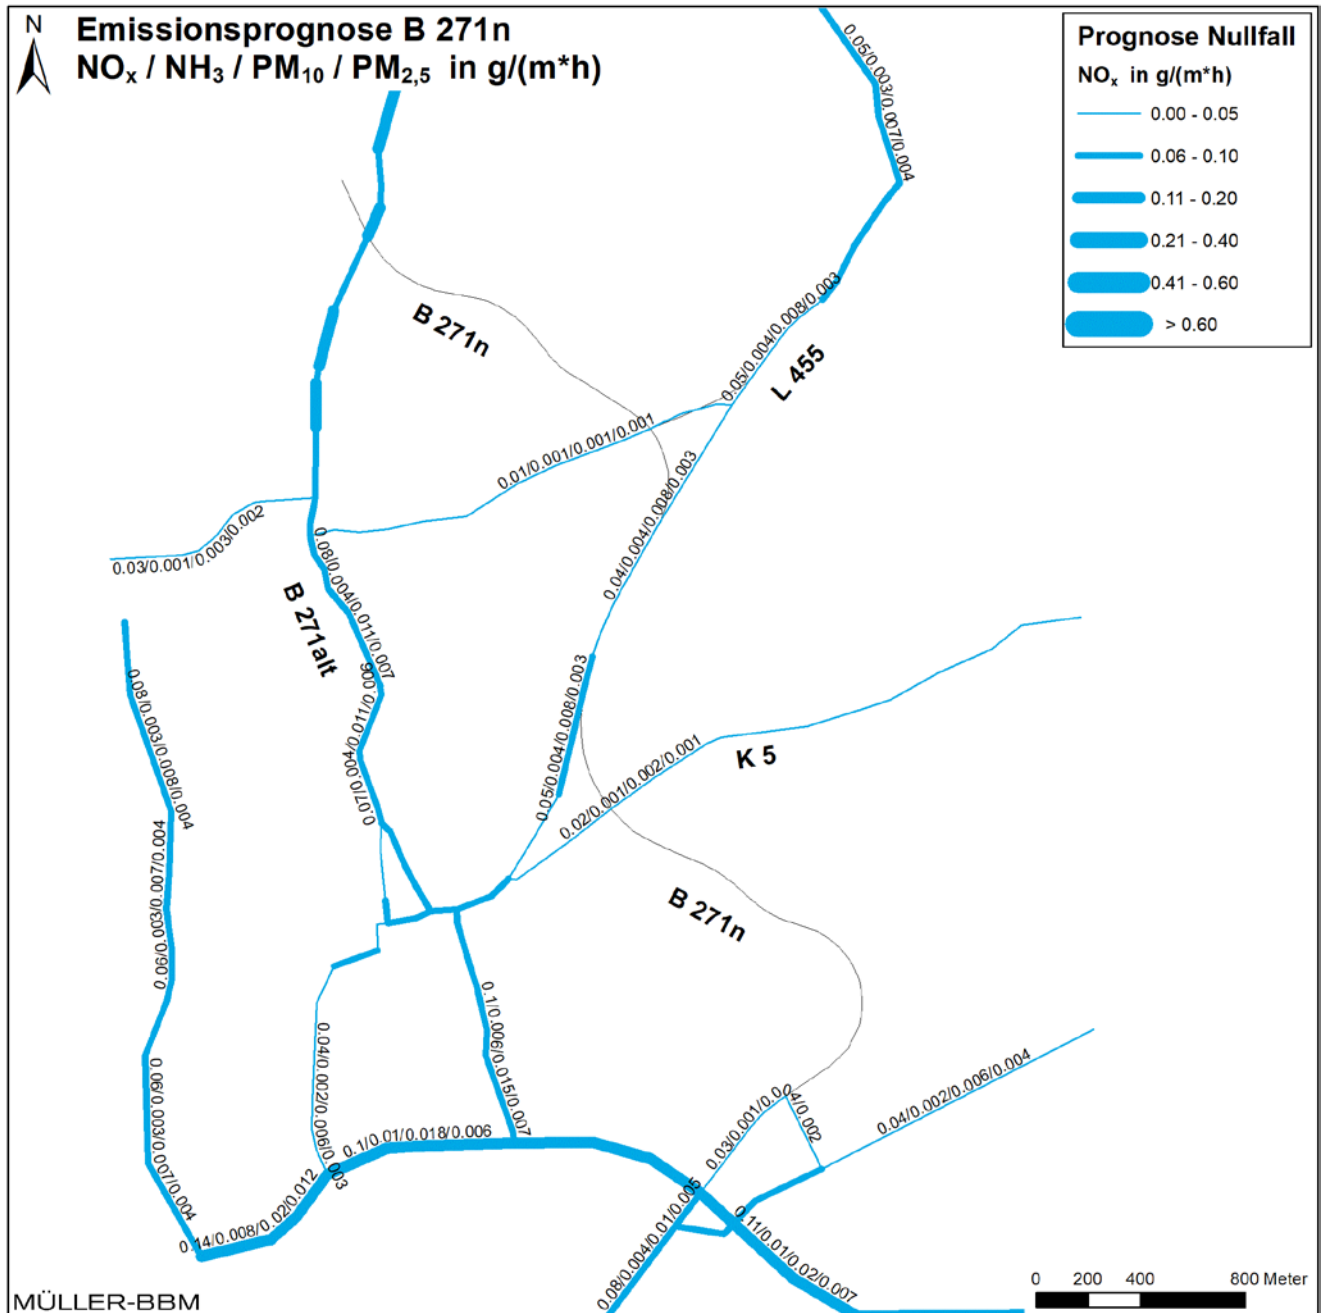 N
Emissionsprognose B 271n
NOx / NH3 / PM10 / PM2,5 in g/(m*h)
Prognose Nullfall
NOx in g/(m*h)
0.00 - 0.05
0.06 - 0.10
0.11 - 0.20
0.21 - 0.40
0.41 - 0.60
> 0.60
0.05/0.003/0.007/0.004
B 271n
0.05/0.004/0.008/0.003
L 455
0.01/0.001/0.001/0.001
0.04/0.004/0.008/0.003
0.03/0.001/0.003/0.002
0.08/0.004/0.011/0.007
B 271alt
0.07/0.004/0.011/0.006
0.08/0.003/0.008/0.004
0.05/0.004/0.008/0.003
K 5
0.02/0.001/0.002/0.001
0.06/0.003/0.007/0.004
B 271n
0.1/0.006/0.015/0.007
0.04/0.002/0.006/0.003
0.06/0.003/0.007/0.004
0.04/0.002/0.006/0.004
0.03/0.001/0.004/0.002
0.1/0.01/0.018/0.006
0.14/0.008/0.02/0.012
0.08/0.004/0.01/0.005
0.11/0.01/0.02/0.007
0 200 400 800 Meter
MÜLLER-BBM